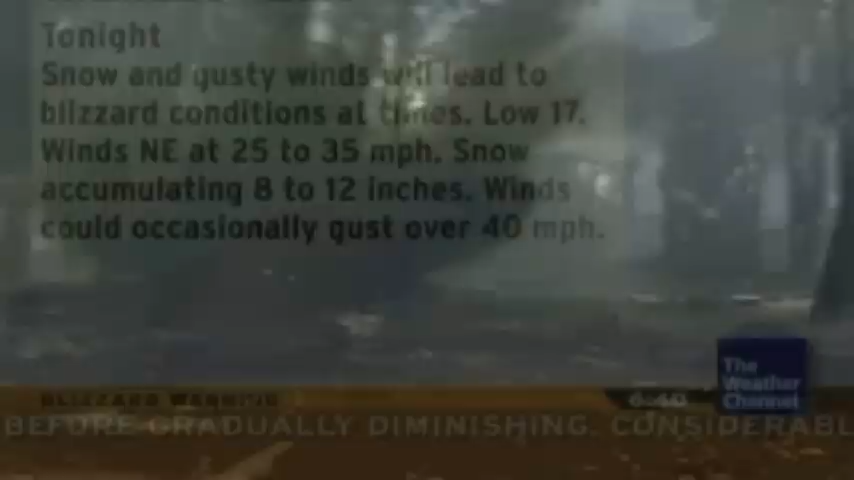 Tonight
Snow and gusty winds will lead to
blizzard conditions at times. Low 17.
Winds NE at 25 to 35 mph. Snow
accumulating 8 to 12 inches. Winds
could occasionally gust over 40 mph.
The
Weather
Channel
BLIZZARD WARNING
6:40
BEFORE GRADUALLY DIMINISHING. CONSIDERABL